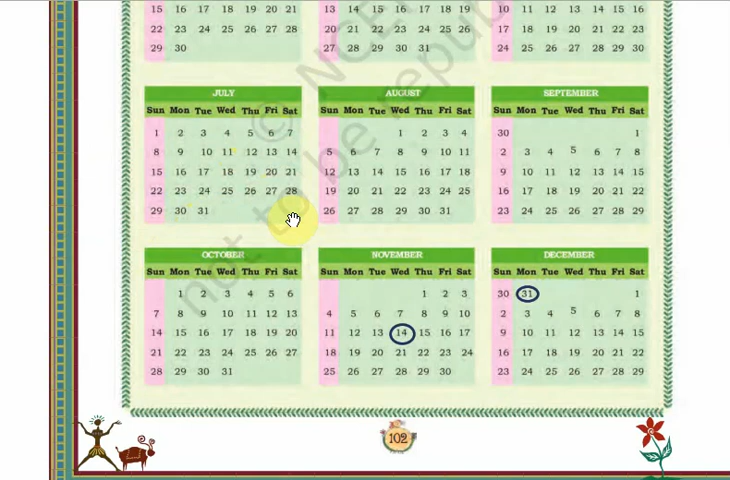 15 16 17 18 19 20 21
22 23 24 25 26 27 28
29 30
13 14 15 16 17 18 19
20 21 22 23 24 25 26
27 28 29 30 31
10 11 12 13 14 15 16
17 18 19 20 21 22 23
24 25 26 27 28 29 30
JULY
Sun Mon Tue Wed Thu Fri Sat
1 2 3 4 5 6 7
8 9 10 11 12 13 14
15 16 17 18 19 20 21
22 23 24 25 26 27 28
29 30 31
AUGUST
Sun Mon Tue Wed Thu Fri Sat
1 2 3 4
5 6 7 8 9 10 11
12 13 14 15 16 17 18
19 20 21 22 23 24 25
26 27 28 29 30 31
SEPTEMBER
Sun Mon Tue Wed Thu Fri Sat
30 1
2 3 4 5 6 7 8
9 10 11 12 13 14 15
16 17 18 19 20 21 22
23 24 25 26 27 28 29
OCTOBER
Sun Mon Tue Wed Thu Fri Sat
1 2 3 4 5 6
7 8 9 10 11 12 13
14 15 16 17 18 19 20
21 22 23 24 25 26 27
28 29 30 31
NOVEMBER
Sun Mon Tue Wed Thu Fri Sat
1 2 3
4 5 6 7 8 9 10
11 12 13 14 15 16 17
18 19 20 21 22 23 24
25 26 27 28 29 30
DECEMBER
Sun Mon Tue Wed Thu Fri Sat
30 31 1
2 3 4 5 6 7 8
9 10 11 12 13 14 15
16 17 18 19 20 21 22
23 24 25 26 27 28 29
102
© NCE
not to be repub